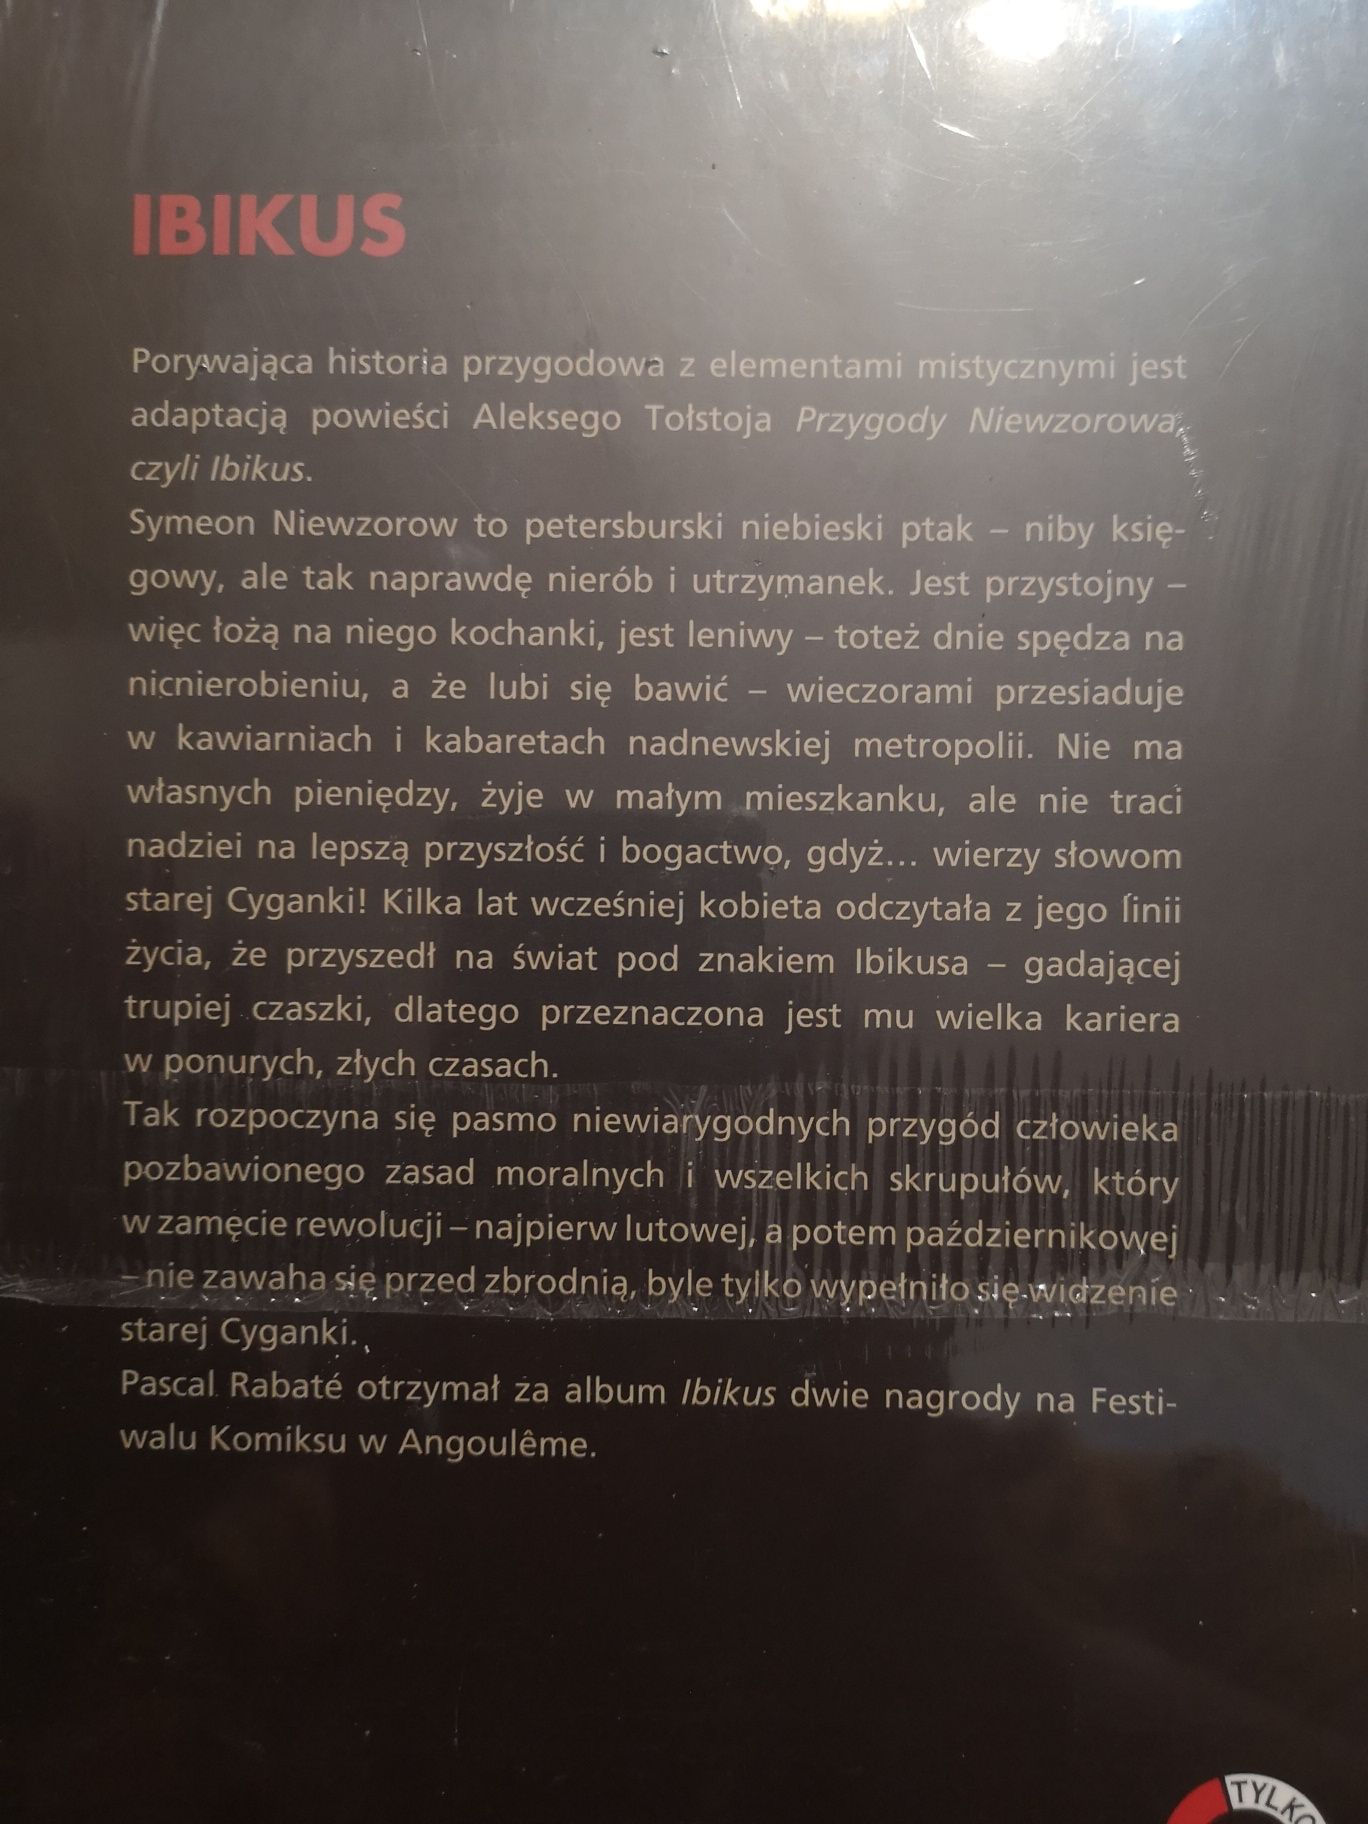 IBIKUS
Porywająca historia przygodowa z elementami mistycznymi jest
adaptacją powieści Aleksego Tołstoja Przygody Niewzorowa,
czyli Ibikus.
Symeon Niewzorow to petersburski niebieski ptak – niby księ-
gowy, ale tak naprawdę nierób i utrzymanek. Jest przystojny –
więc łożą na niego kochanki, jest leniwy – toteż dnie spędza na
nicnierobieniu, a że lubi się bawić – wieczorami przesiaduje
w kawiarniach i kabaretach nadnewskiej metropolii. Nie ma
własnych pieniędzy, żyje w małym mieszkanku, ale nie traci
nadziei na lepszą przyszłość i bogactwo, gdyż... wierzy słowom
starej Cyganki! Kilka lat wcześniej kobieta odczytała z jego linii
życia, że przyszedł na świat pod znakiem Ibikusa – gadającej
trupiej czaszki, dlatego przeznaczona jest mu wielka kariera
w ponurych, złych czasach.
Tak rozpoczyna się pasmo niewiarygodnych przygód człowieka
pozbawionego zasad moralnych i wszelkich skrupułów, który
w zamęcie rewolucji – najpierw lutowej, a potem październikowej
– nie zawaha się przed zbrodnią, byle tylko wypełniło się widzenie
starej Cyganki.
Pascal Rabaté otrzymał za album Ibikus dwie nagrody na Festi-
walu Komiksu w Angoulême.
TYLKO